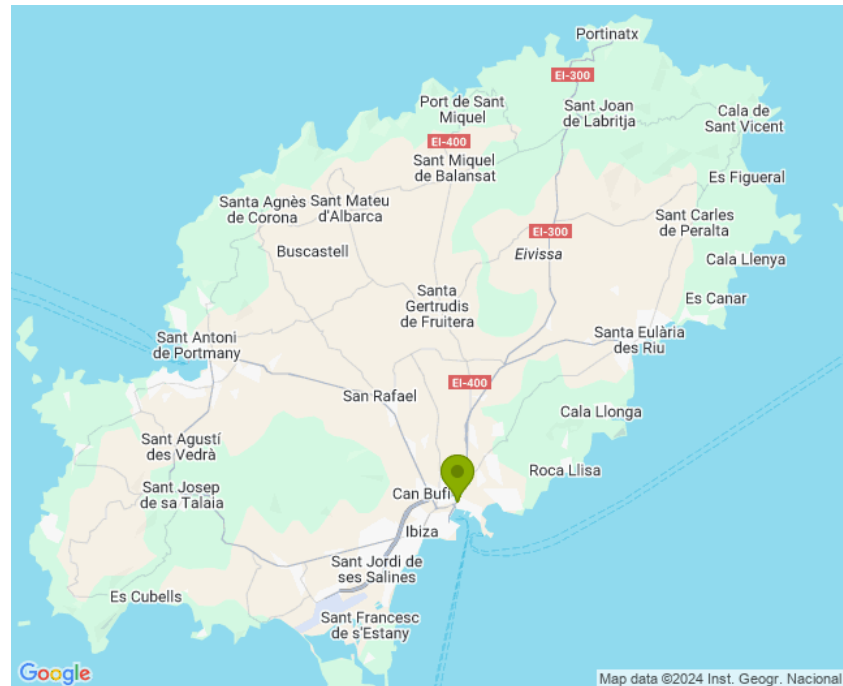 Portinatx
EI-300
Port de Sant
Miquel
Sant Joan
de Labritja
Cala de
Sant Vicent
EI-400
Sant Miquel
de Balansat
Es Figueral
Santa Agnès
de Corona
Sant Mateu
d'Albarca
Sant Carles
de Peralta
EI-300
Buscastell
Eivissa
Cala Llenya
Santa
Gertrudis
de Fruitera
Es Canar
Sant Antoni
de Portmany
Santa Eulària
des Riu
EI-400
San Rafael
Cala Llonga
Sant Agustí
des Vedrà
Roca Llisa
Sant Josep
de sa Talaia
Can Bufí
Ibiza
Sant Jordi de
ses Salines
Es Cubells
Sant Francesc
de s'Estany
Google
Map data ©2024 Inst. Geogr. Nacional